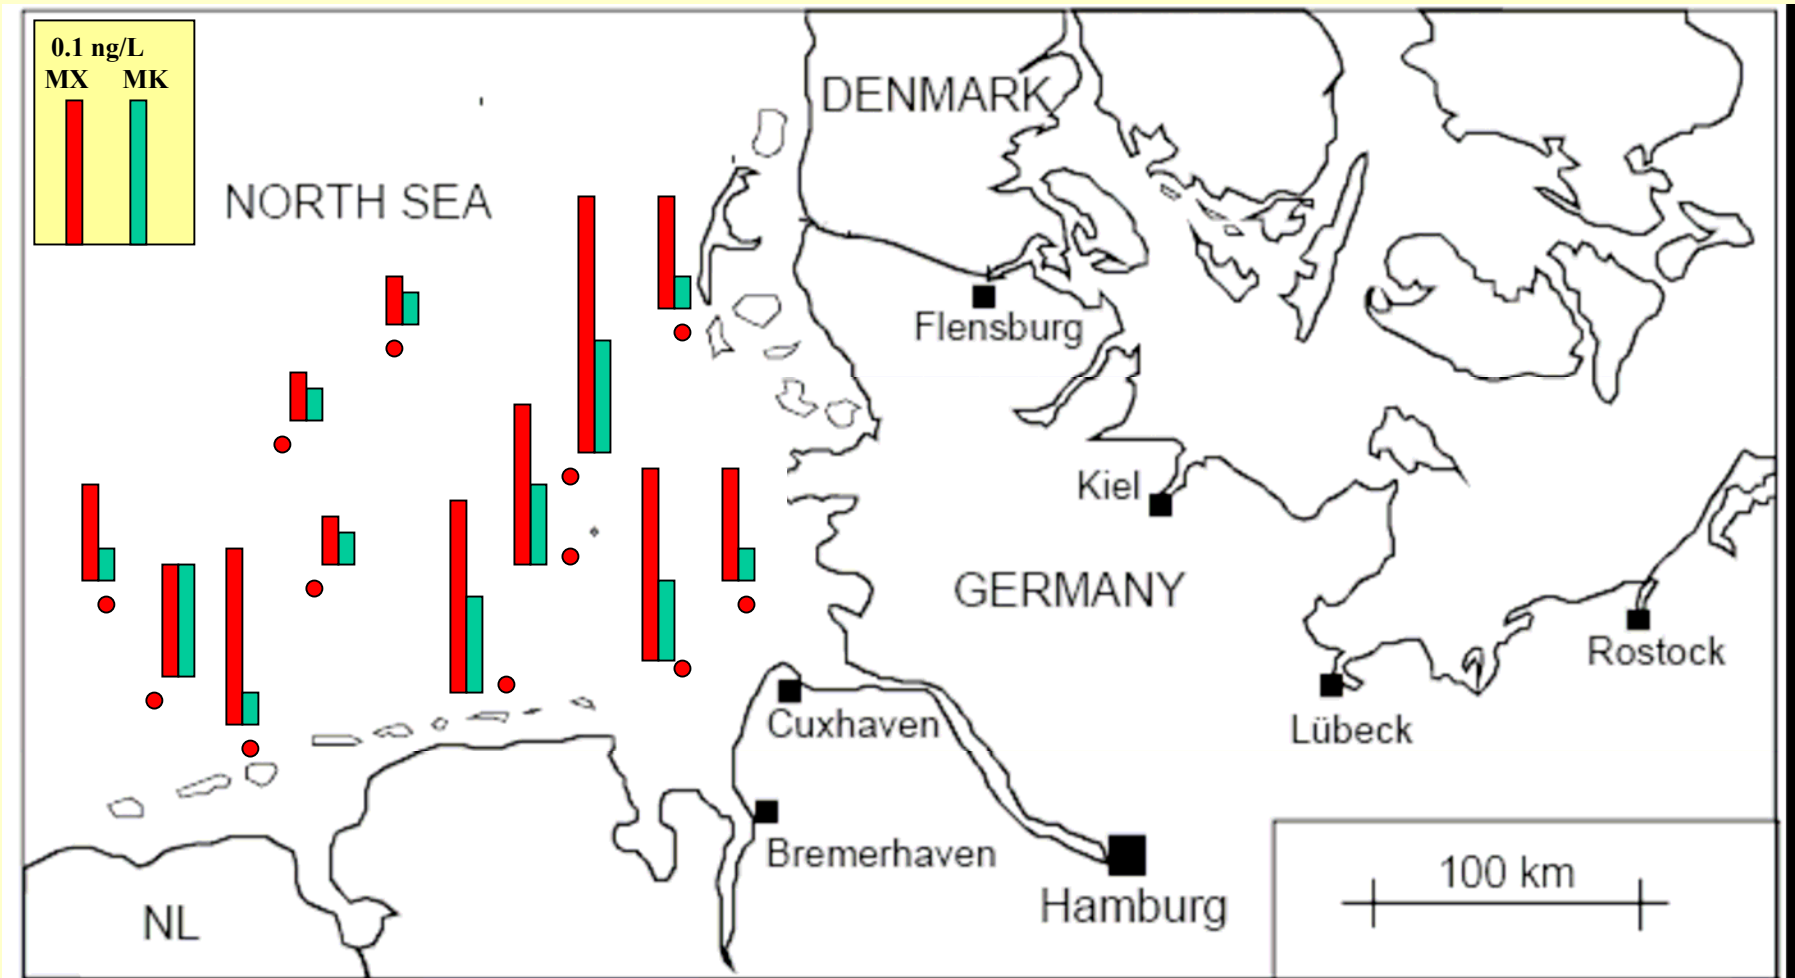 0.1 ng/L
MX MK
DENMARK
NORTH SEA
Flensburg
Kiel
GERMANY
Rostock
Cuxhaven
Lübeck
Bremerhaven
100 km
Hamburg
NL